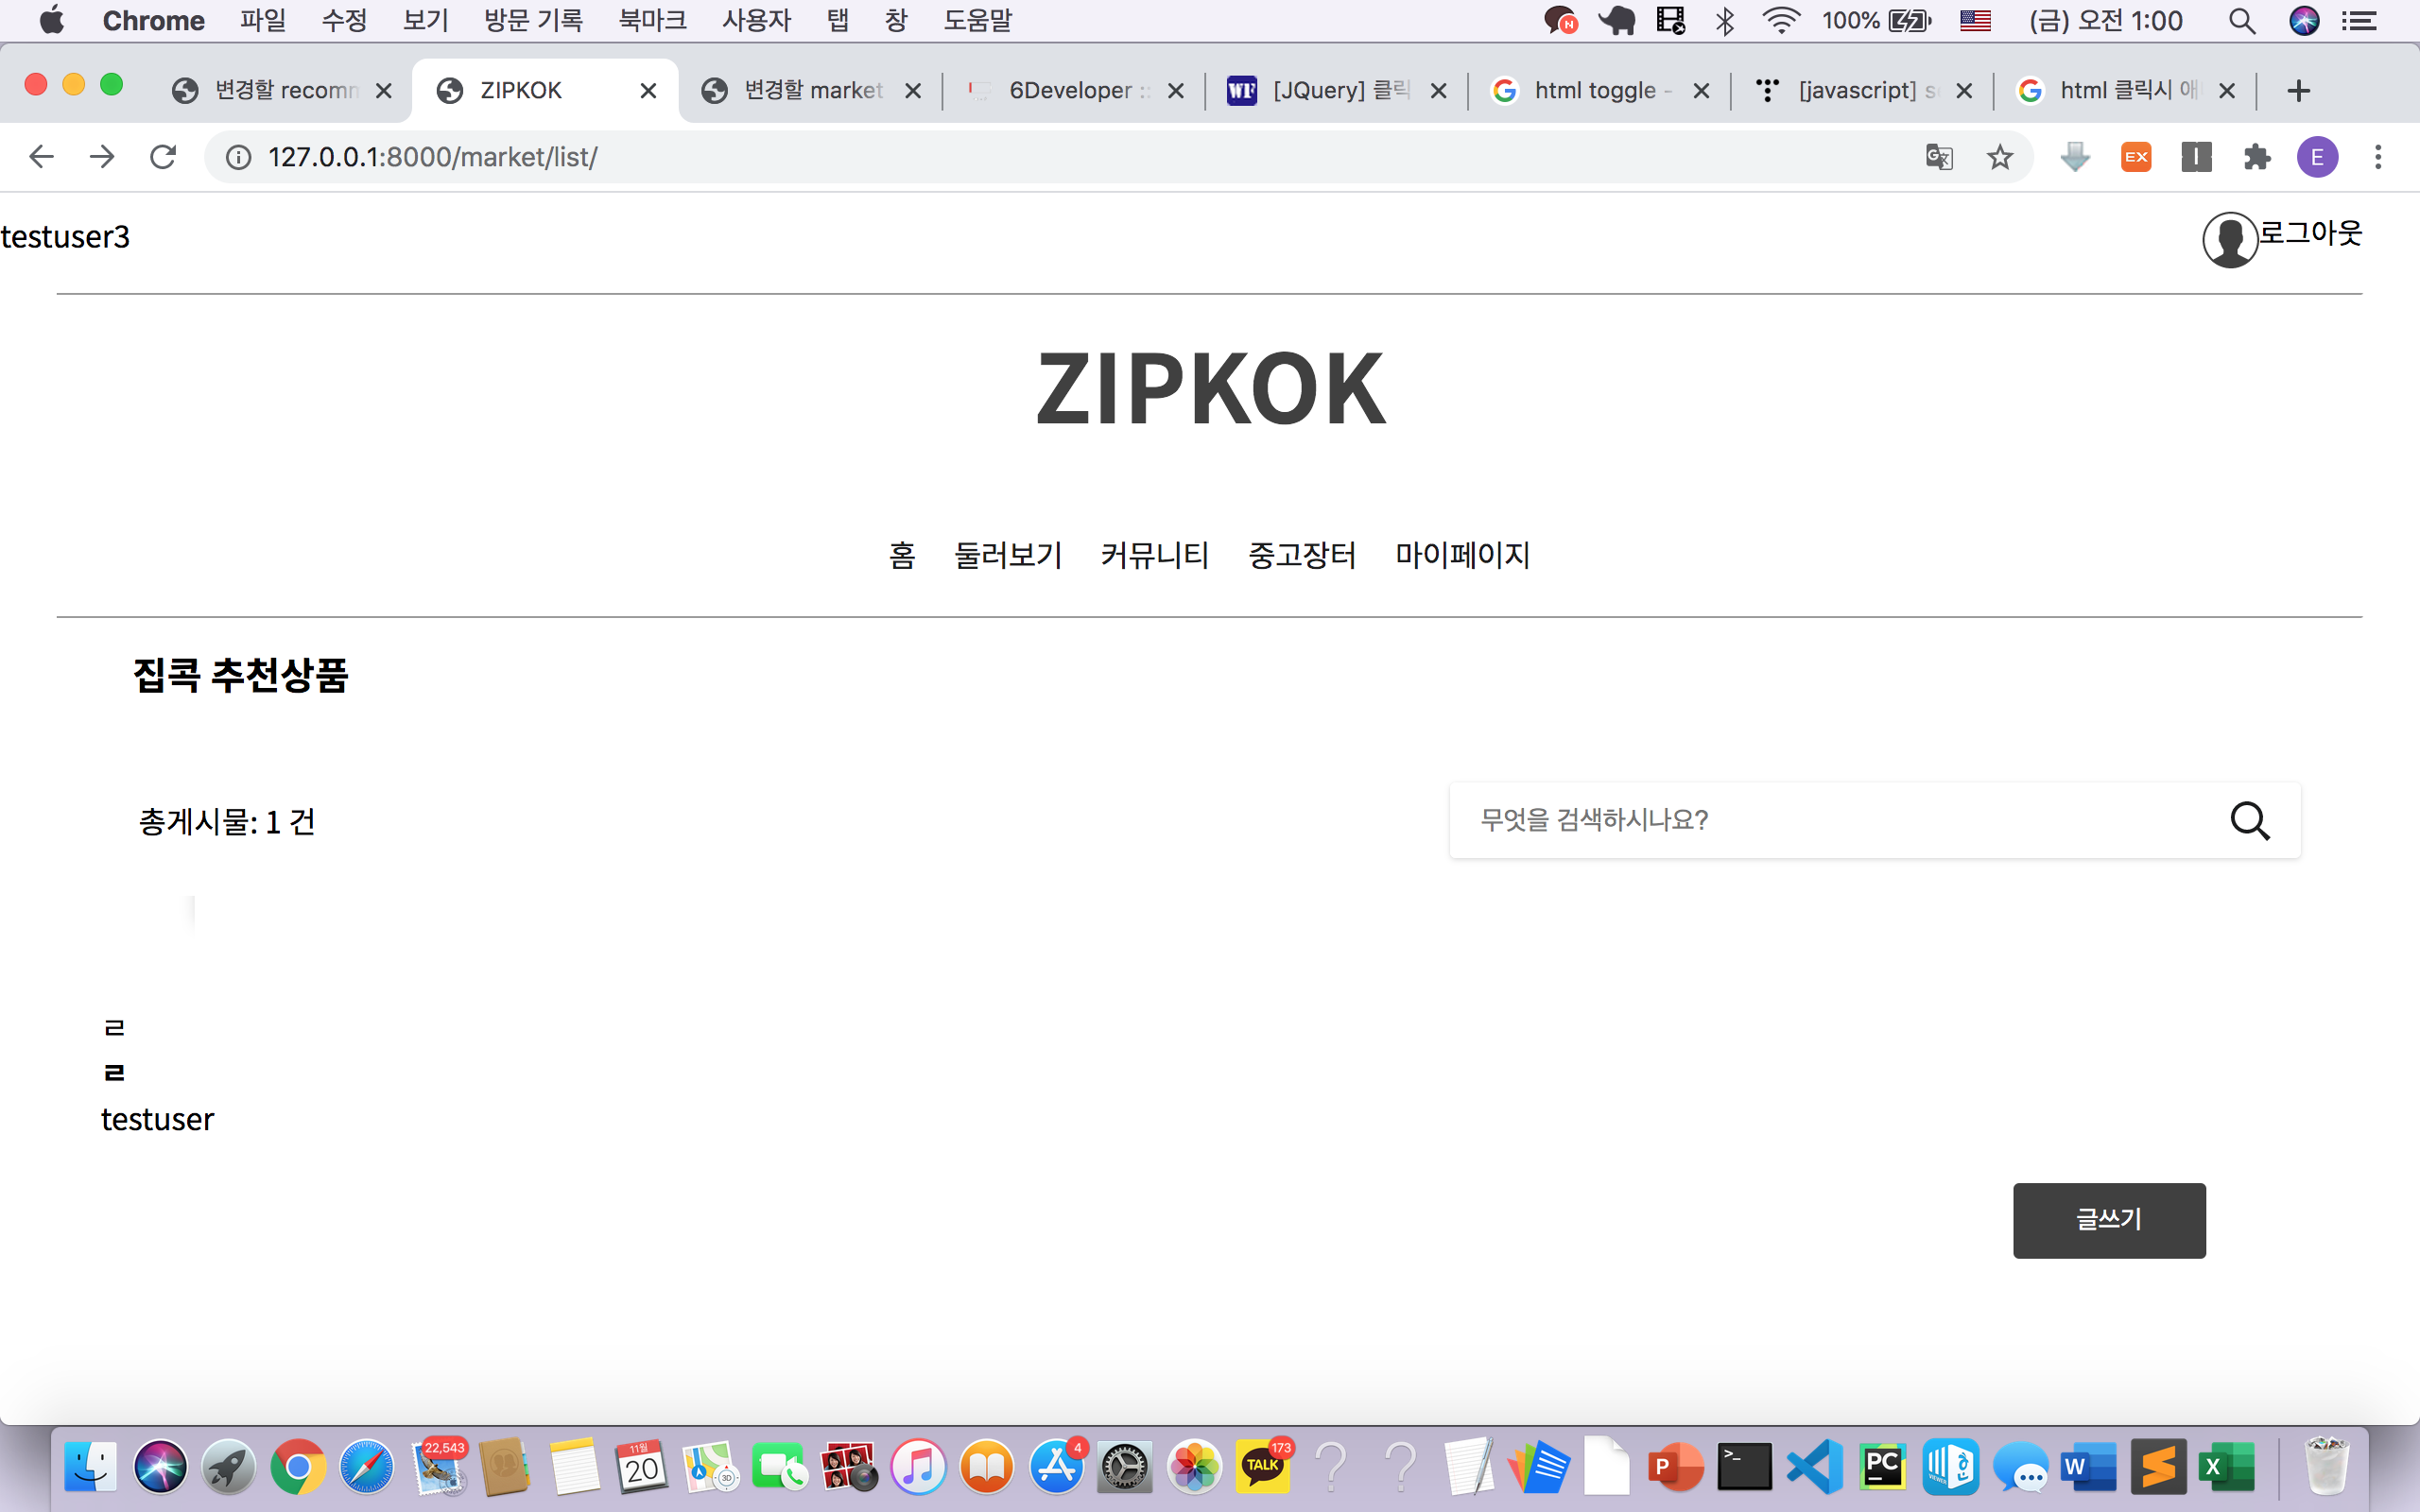 Chrome 파일 수정 보기 방문 기록 북마크 사용자 탭 창 도움말 N 100% (금) 오전 1:00
변경할 recomm ZIPKOK 변경할 market 6Developer :: WF [JQuery] 클릭 html toggle - [javascript] s html 클릭시 애
127.0.0.1:8000/market/list/ EX E
testuser3 로그아웃
ZIPKOK
홈 둘러보기 커뮤니티 중고장터 마이페이지
집콕 추천상품
총게시물: 1 건 무엇을 검색하시나요?
ㄹ
ㄹ
testuser
글쓰기
22,543 11월 20 3D 4 TALK 173 P >_ PC VIEWER 한 W X